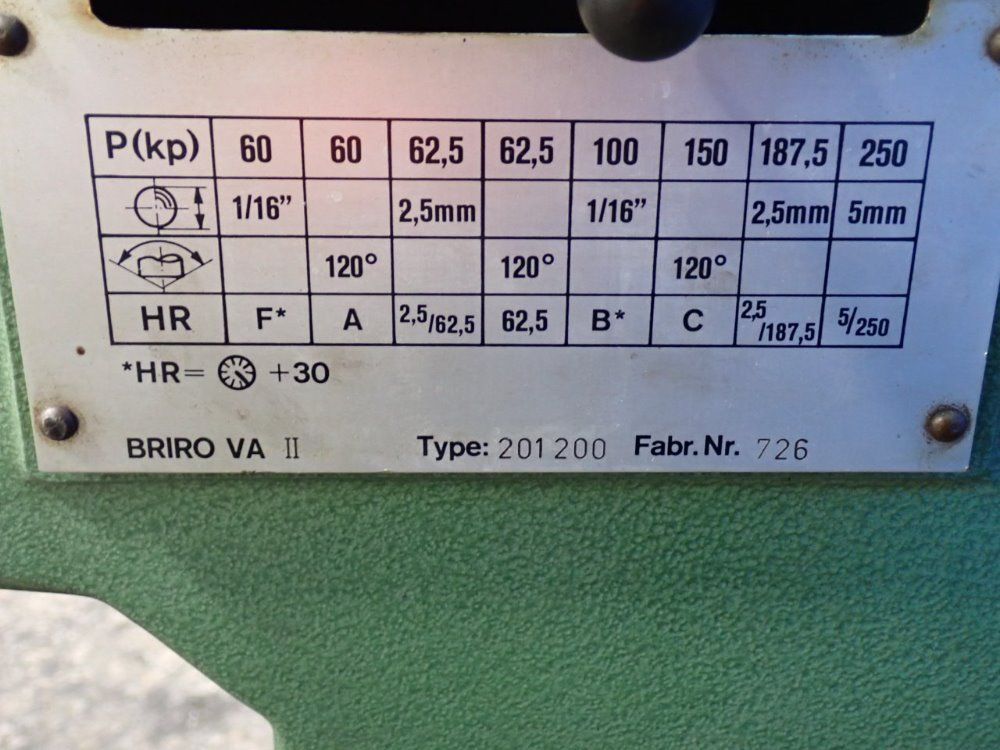 P(kp) 60 60 62,5 62,5 100 150 187,5 250
1/16” 2,5mm 1/16” 2,5mm 5mm
120° 120° 120°
HR F* A 2,5/62,5 62,5 B* C 2,5/187,5 5/250
*HR= +30
BRIRO VA II Type: 201200 Fabr. Nr. 726